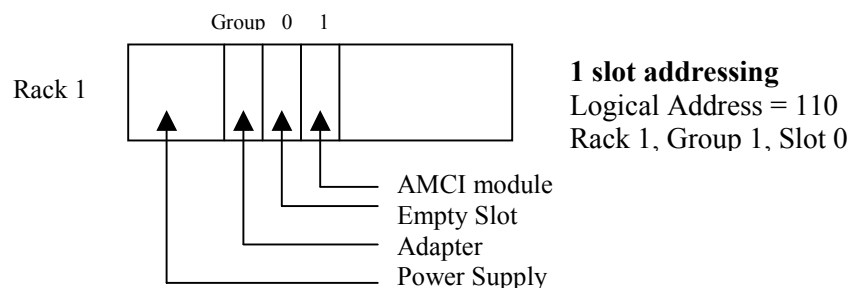 Group 0 1
Rack 1
1 slot addressing
Logical Address = 110
Rack 1, Group 1, Slot 0
AMCI module
Empty Slot
Adapter
Power Supply